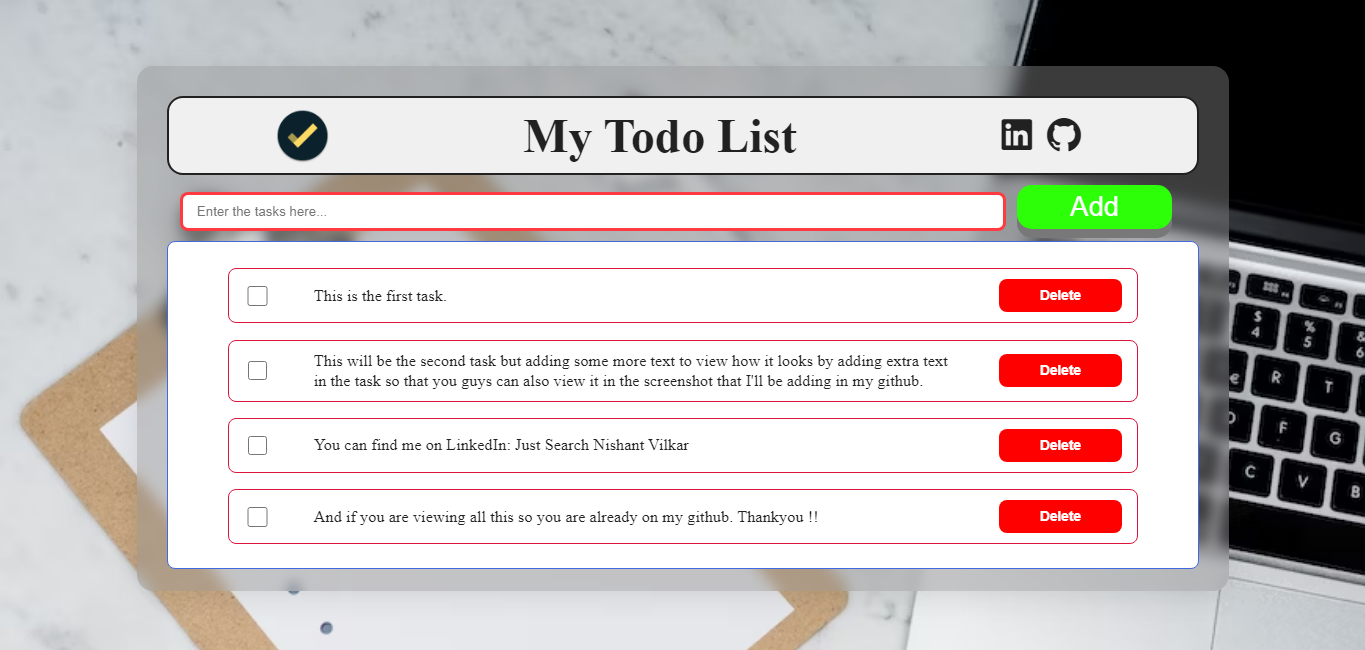 My Todo List
in
Enter the tasks here...
Add
This is the first task.
Delete
This will be the second task but adding some more text to view how it looks by adding extra text
in the task so that you guys can also view it in the screenshot that I'll be adding in my github.
Delete
You can find me on LinkedIn: Just Search Nishant Vilkar
Delete
And if you are viewing all this so you are already on my github. Thankyou !!
Delete
$
4
%
5
R
T
F
G
C
V
B